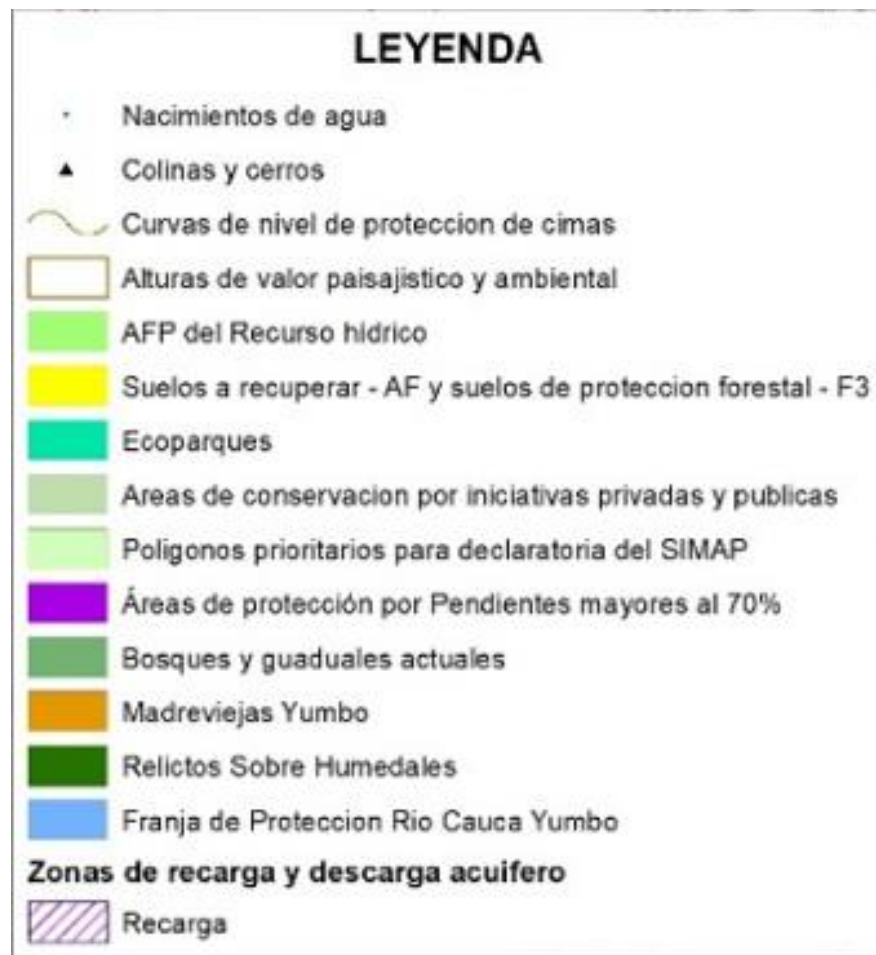 LEYENDA
Nacimientos de agua
Colinas y cerros
Curvas de nivel de proteccion de cimas
Alturas de valor paisajistico y ambiental
AFP del Recurso hidrico
Suelos a recuperar - AF y suelos de proteccion forestal - F3
Ecoparques
Areas de conservacion por iniciativas privadas y publicas
Poligonos prioritarios para declaratoria del SIMAP
Áreas de protección por Pendientes mayores al 70%
Bosques y guaduales actuales
Madreviejas Yumbo
Relictos Sobre Humedales
Franja de Proteccion Rio Cauca Yumbo
Zonas de recarga y descarga acuifero
Recarga